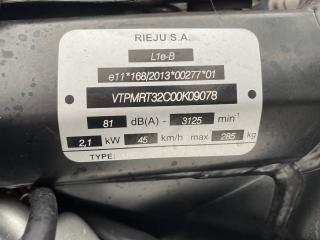 RIEJU S.A.
L1e-B
e11*168/2013*00277*01
VTPMRT32C00K09078
81 dB(A) - 3125 min⁻¹
2,1 kW 45 km/h max 285 kg
TYPE: